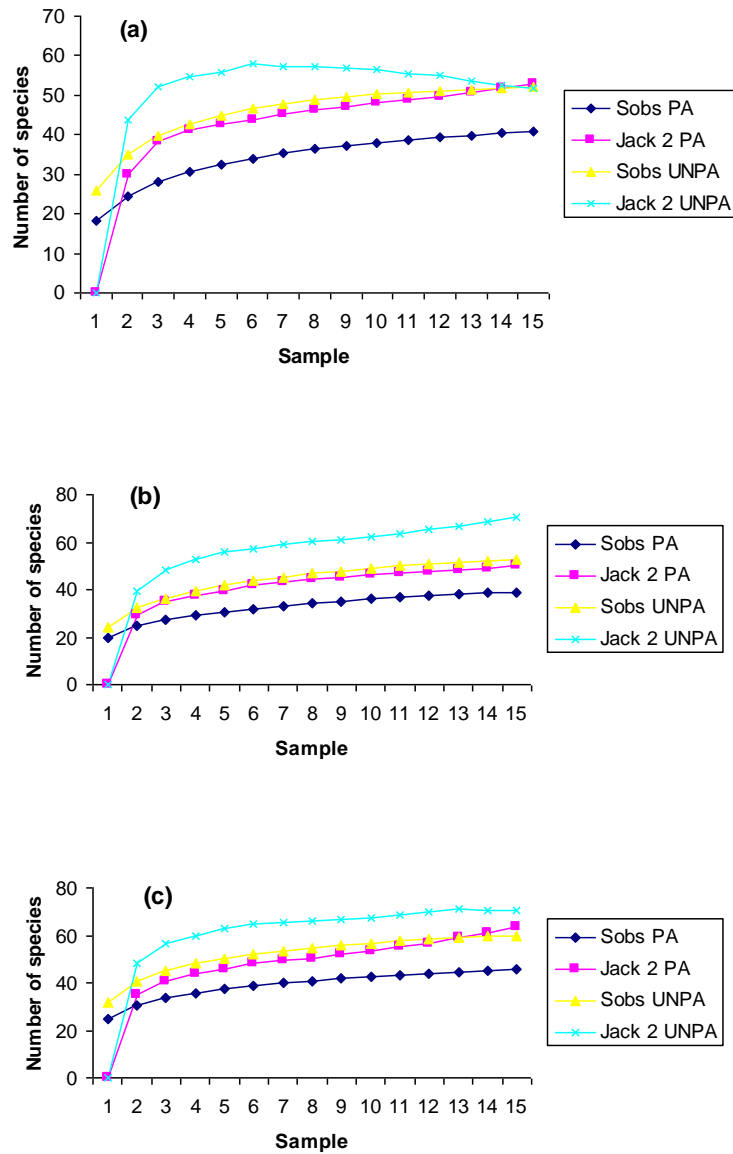 (a)
Number of species
70
60
50
40
30
20
10
0
1 2 3 4 5 6 7 8 9 10 11 12 13 14 15
Sample
Sobs PA
Jack 2 PA
Sobs UNPA
Jack 2 UNPA
(b)
Number of species
80
60
40
20
0
1 2 3 4 5 6 7 8 9 10 11 12 13 14 15
Sample
Sobs PA
Jack 2 PA
Sobs UNPA
Jack 2 UNPA
(c)
Number of species
80
60
40
20
0
1 2 3 4 5 6 7 8 9 10 11 12 13 14 15
Sample
Sobs PA
Jack 2 PA
Sobs UNPA
Jack 2 UNPA